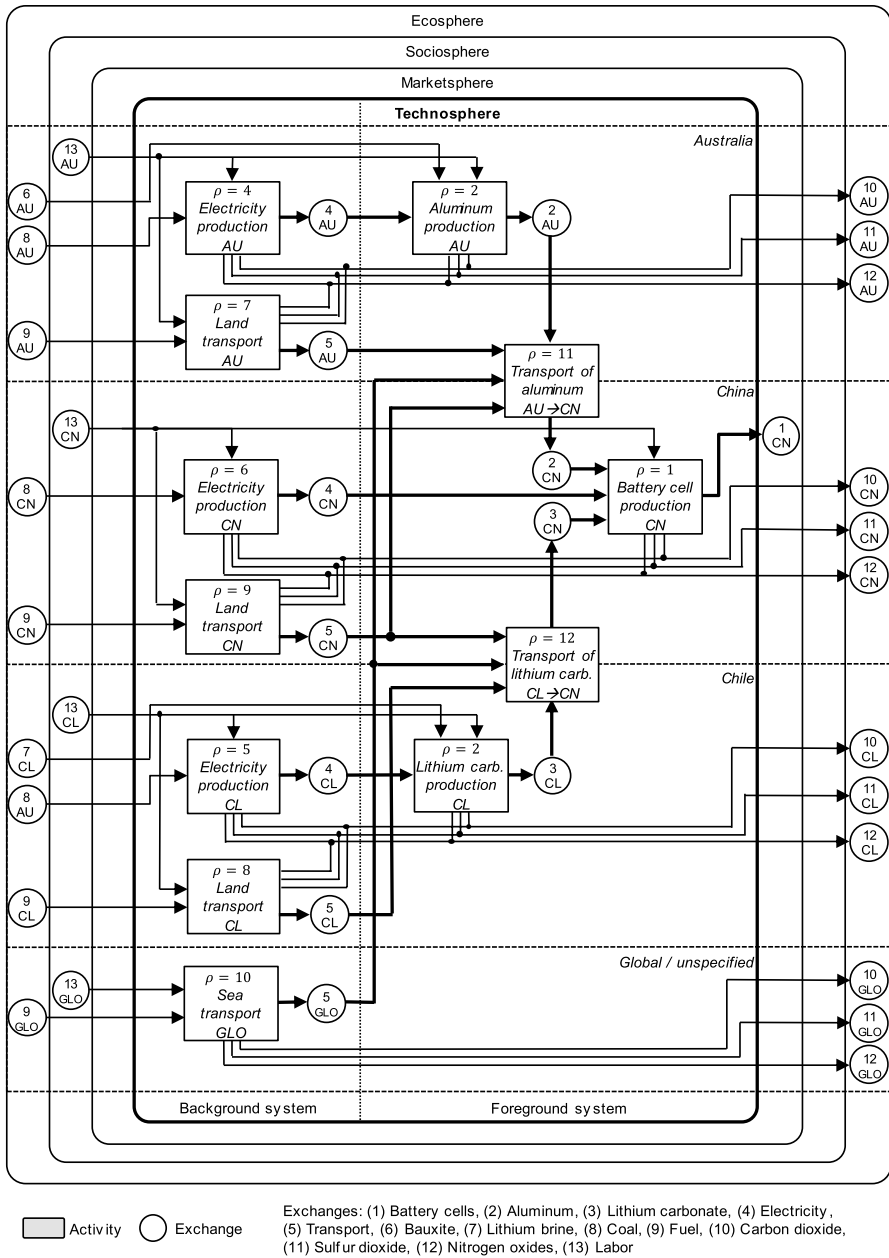 Ecosphere
Sociosphere
Marketsphere
Technosphere
Australia
13
AU
6
AU
8
AU
9
AU
ρ = 4
Electricity
production
AU
4
AU
ρ = 2
Aluminum
production
AU
2
AU
10
AU
11
AU
12
AU
ρ = 7
Land
transport
AU
5
AU
ρ = 11
Transport of
aluminum
AU→CN
China
13
CN
8
CN
9
CN
ρ = 6
Electricity
production
CN
4
CN
2
CN
3
CN
ρ = 1
Battery cell
production
CN
1
CN
10
CN
11
CN
12
CN
ρ = 9
Land
transport
CN
5
CN
ρ = 12
Transport of
lithium carb.
CL→CN
Chile
13
CL
7
CL
8
AU
9
CL
ρ = 5
Electricity
production
CL
4
CL
ρ = 2
Lithium carb.
production
CL
3
CL
10
CL
11
CL
12
CL
ρ = 8
Land
transport
CL
5
CL
Global / unspecified
13
GLO
9
GLO
ρ = 10
Sea
transport
GLO
5
GLO
10
GLO
11
GLO
12
GLO
Background system
Foreground system
Activity
Exchange
Exchanges: (1) Battery cells, (2) Aluminum, (3) Lithium carbonate, (4) Electricity,
(5) Transport, (6) Bauxite, (7) Lithium brine, (8) Coal, (9) Fuel, (10) Carbon dioxide,
(11) Sulfur dioxide, (12) Nitrogen oxides, (13) Labor